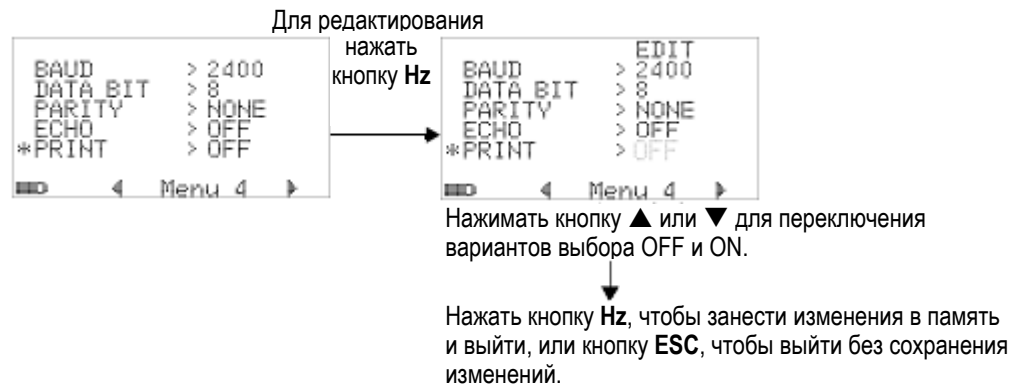 Для редактирования
нажать
кнопку Hz
BAUD > 2400
DATA BIT > 8
PARITY > NONE
ECHO > OFF
*PRINT > OFF
Menu 4
EDIT
BAUD > 2400
DATA BIT > 8
PARITY > NONE
ECHO > OFF
*PRINT > OFF
Menu 4
Нажимать кнопку ▲ или ▼ для переключения
вариантов выбора OFF и ON.
Нажать кнопку Hz, чтобы занести изменения в память
и выйти, или кнопку ESC, чтобы выйти без сохранения
изменений.